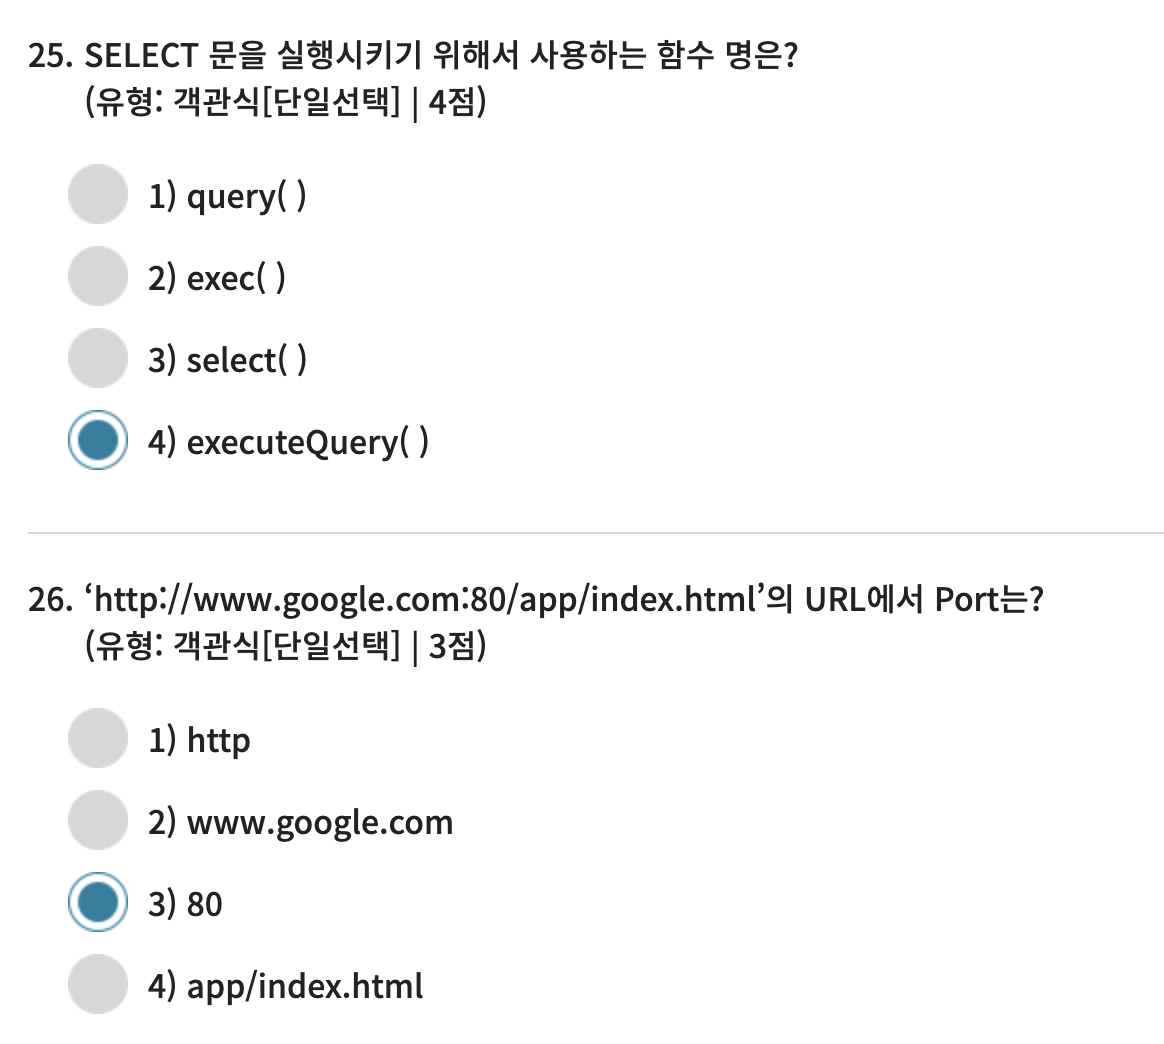 25. SELECT 문을 실행시키기 위해서 사용하는 함수 명은?
(유형: 객관식[단일선택] | 4점)
1) query( )
2) exec( )
3) select( )
4) executeQuery( )
26. ‘http://www.google.com:80/app/index.html’의 URL에서 Port는?
(유형: 객관식[단일선택] | 3점)
1) http
2) www.google.com
3) 80
4) app/index.html